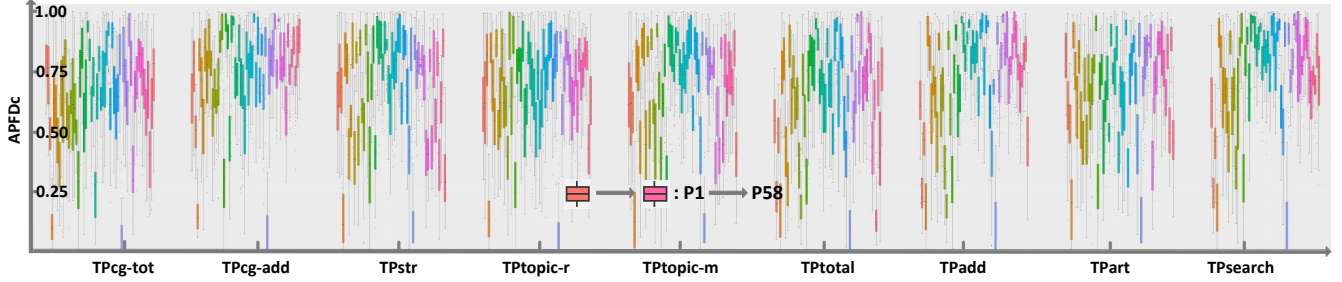 APFDc
1.00
0.75
0.50
0.25
: P1 P58
TPcg-tot TPcg-add TPstr TPtopic-r TPtopic-m TPtotal TPadd TPart TPsearch